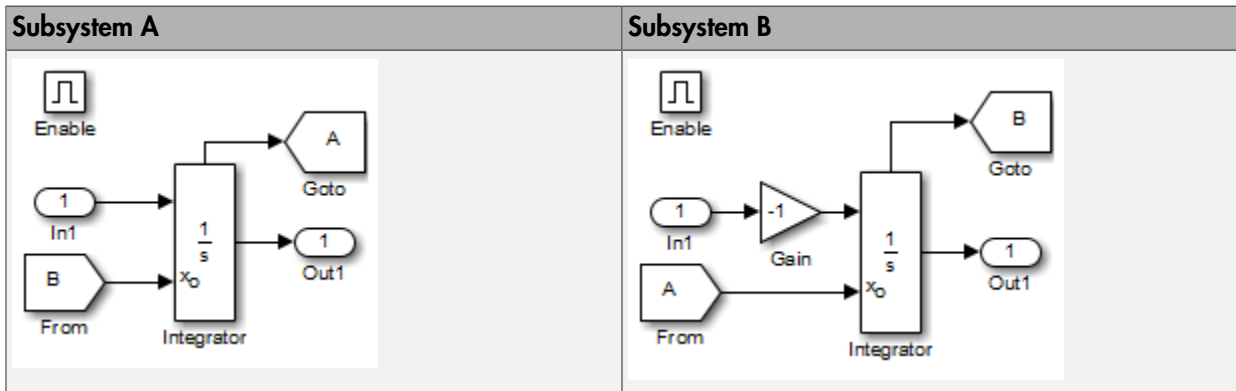 Subsystem A
Subsystem B
Enable
A
Goto
1
In1
1
s
xo
1
Out1
B
From
Integrator
Enable
B
Goto
1
In1
-1
Gain
1
s
xo
1
Out1
A
From
Integrator